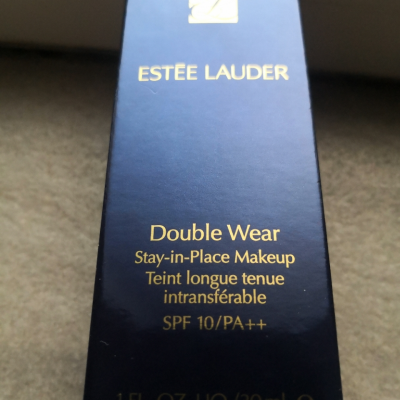 ESTĒE LAUDER
Double Wear
Stay-in-Place Makeup
Teint longue tenue
intransférable
SPF 10/PA++